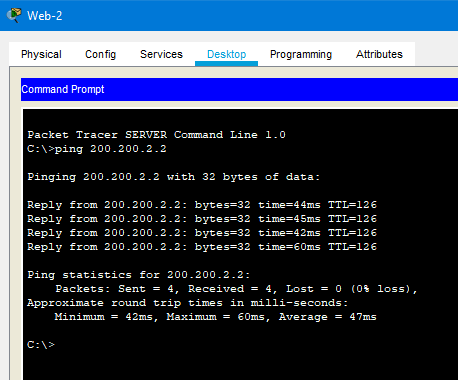 Web-2
Physical Config Services Desktop Programming Attributes
Command Prompt
Packet Tracer SERVER Command Line 1.0
C:\>ping 200.200.2.2
Pinging 200.200.2.2 with 32 bytes of data:
Reply from 200.200.2.2: bytes=32 time=44ms TTL=126
Reply from 200.200.2.2: bytes=32 time=45ms TTL=126
Reply from 200.200.2.2: bytes=32 time=42ms TTL=126
Reply from 200.200.2.2: bytes=32 time=60ms TTL=126
Ping statistics for 200.200.2.2:
Packets: Sent = 4, Received = 4, Lost = 0 (0% loss),
Approximate round trip times in milli-seconds:
Minimum = 42ms, Maximum = 60ms, Average = 47ms
C:\>